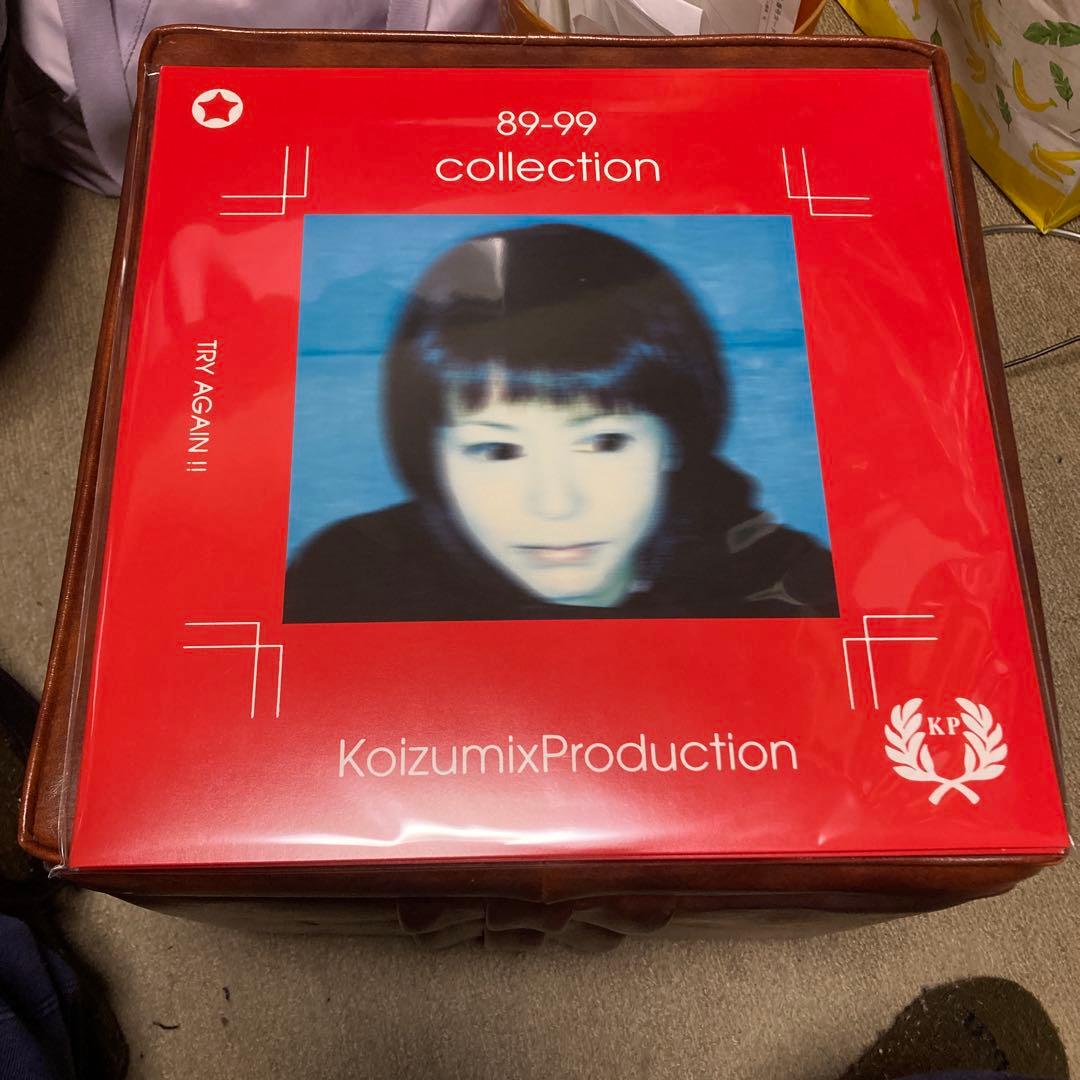 89-99
collection
TRY AGAIN !!
KoizumixProduction
KP